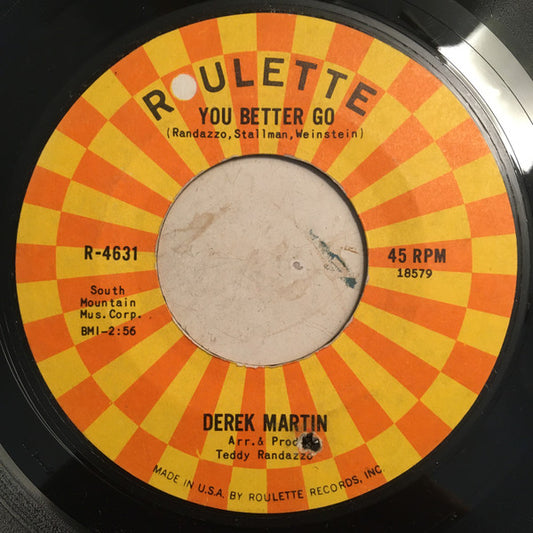 ROULETTE
YOU BETTER GO
(Randazzo, Stallman, Weinstein)
R-4631
45 RPM
18579
South
Mountain
Mus. Corp.
BMI-2:56
DEREK MARTIN
Arr. &
Teddy Randazzo
MADE IN U.S.A. BY ROULETTE RECORDS, INC.